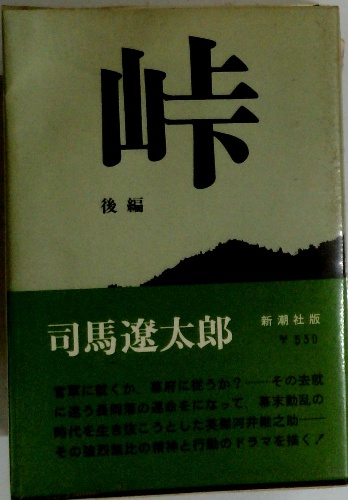 峠
後編
司馬遼太郎
新潮社版
¥ 530
官軍に就くか、幕府に従うか?――その去就
に迷う長岡藩の運命をになって、幕末動乱の
時代を生き抜こうとした英都河井継之助――
その強烈無比の精神と行動のドラマを描く!